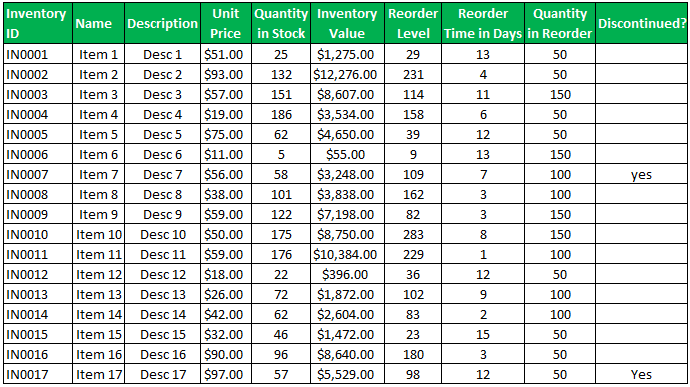 Inventory ID Name Description Unit Price Quantity in Stock Inventory Value Reorder Level Reorder Time in Days Quantity in Reorder Discontinued?
IN0001 Item 1 Desc 1 $51.00 25 $1,275.00 29 13 50
IN0002 Item 2 Desc 2 $93.00 132 $12,276.00 231 4 50
IN0003 Item 3 Desc 3 $57.00 151 $8,607.00 114 11 150
IN0004 Item 4 Desc 4 $19.00 186 $3,534.00 158 6 50
IN0005 Item 5 Desc 5 $75.00 62 $4,650.00 39 12 50
IN0006 Item 6 Desc 6 $11.00 5 $55.00 9 13 150
IN0007 Item 7 Desc 7 $56.00 58 $3,248.00 109 7 100 yes
IN0008 Item 8 Desc 8 $38.00 101 $3,838.00 162 3 100
IN0009 Item 9 Desc 9 $59.00 122 $7,198.00 82 3 150
IN0010 Item 10 Desc 10 $50.00 175 $8,750.00 283 8 150
IN0011 Item 11 Desc 11 $59.00 176 $10,384.00 229 1 100
IN0012 Item 12 Desc 12 $18.00 22 $396.00 36 12 50
IN0013 Item 13 Desc 13 $26.00 72 $1,872.00 102 9 100
IN0014 Item 14 Desc 14 $42.00 62 $2,604.00 83 2 100
IN0015 Item 15 Desc 15 $32.00 46 $1,472.00 23 15 50
IN0016 Item 16 Desc 16 $90.00 96 $8,640.00 180 3 50
IN0017 Item 17 Desc 17 $97.00 57 $5,529.00 98 12 50 Yes